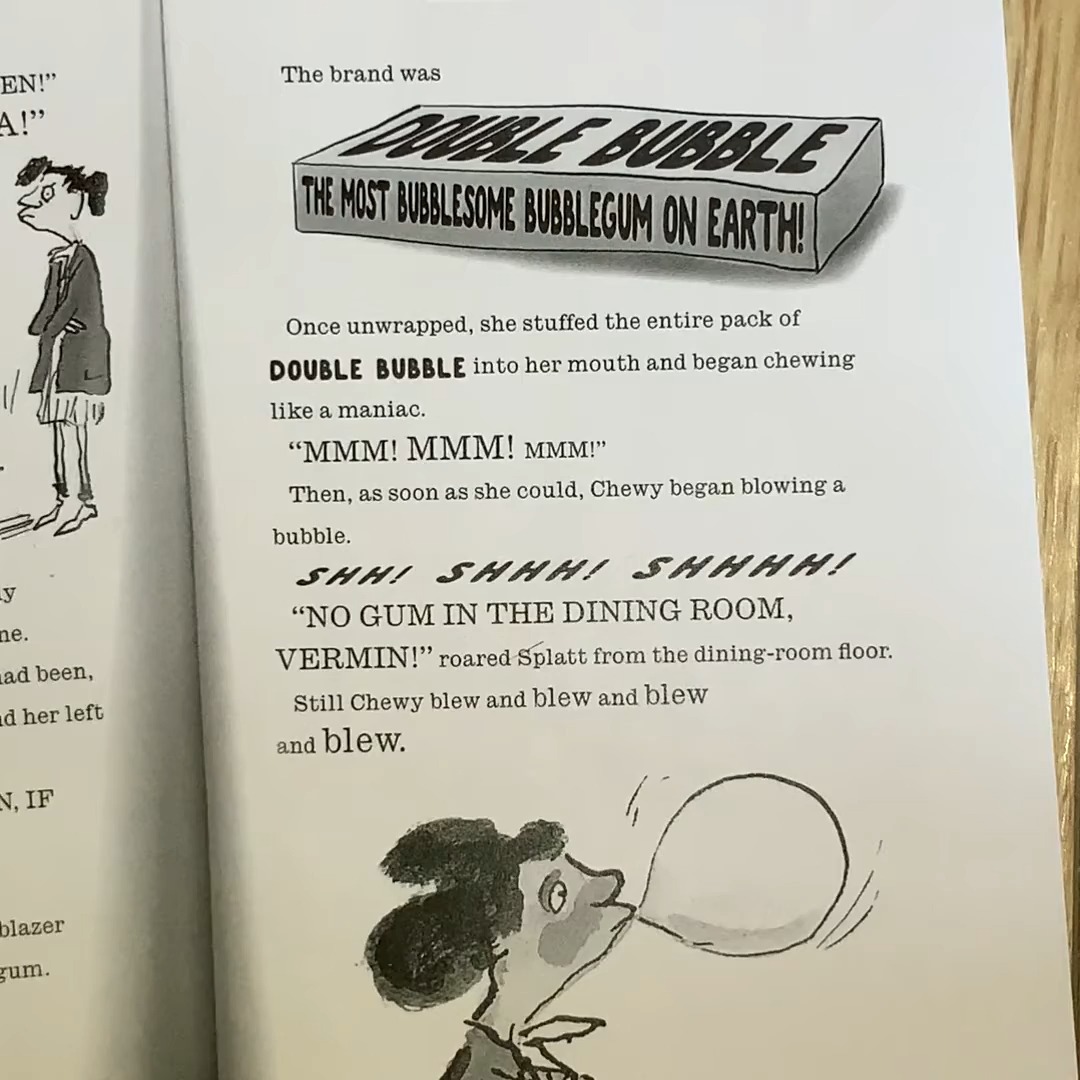 EN!”
A!”
y
ne.
had been,
nd her left
N, IF
blazer
gum.
The brand was
DOUBLE BUBBLE
THE MOST BUBBLESOME BUBBLEGUM ON EARTH!
Once unwrapped, she stuffed the entire pack of
DOUBLE BUBBLE into her mouth and began chewing
like a maniac.
“MMM! MMM! MMM!”
Then, as soon as she could, Chewy began blowing a
bubble.
SHH! SHHH! SHHHH!
“NO GUM IN THE DINING ROOM,
VERMIN!” roared Splatt from the dining-room floor.
Still Chewy blew and blew and blew
and blew.